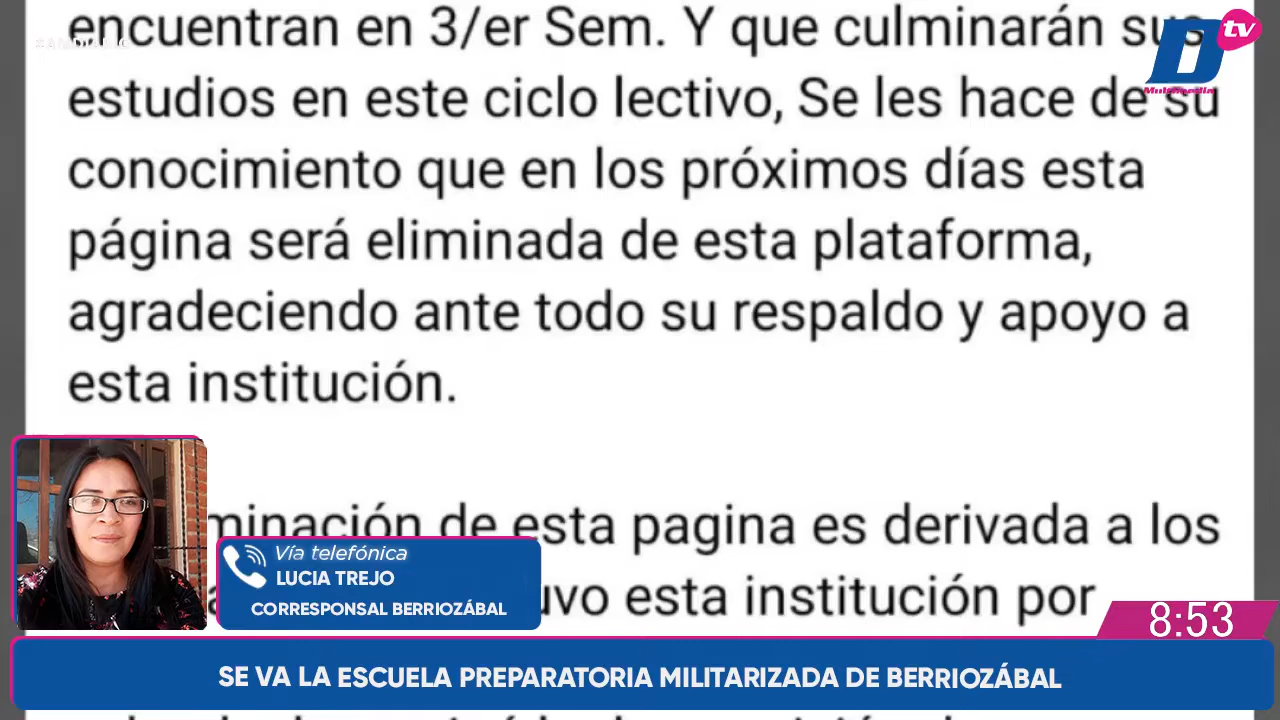 encuentran en 3/er Sem. Y que culminarán sus
estudios en este ciclo lectivo, Se les hace de su
conocimiento que en los próximos días esta
página será eliminada de esta plataforma,
agradeciendo ante todo su respaldo y apoyo a
esta institución.
de esta pagina es derivada a los
esta institución por
D tv
Multimedia
Vía telefónica
LUCIA TREJO
CORRESPONSAL BERRIOZÁBAL
8:53
SE VA LA ESCUELA PREPARATORIA MILITARIZADA DE BERRIOZÁBAL